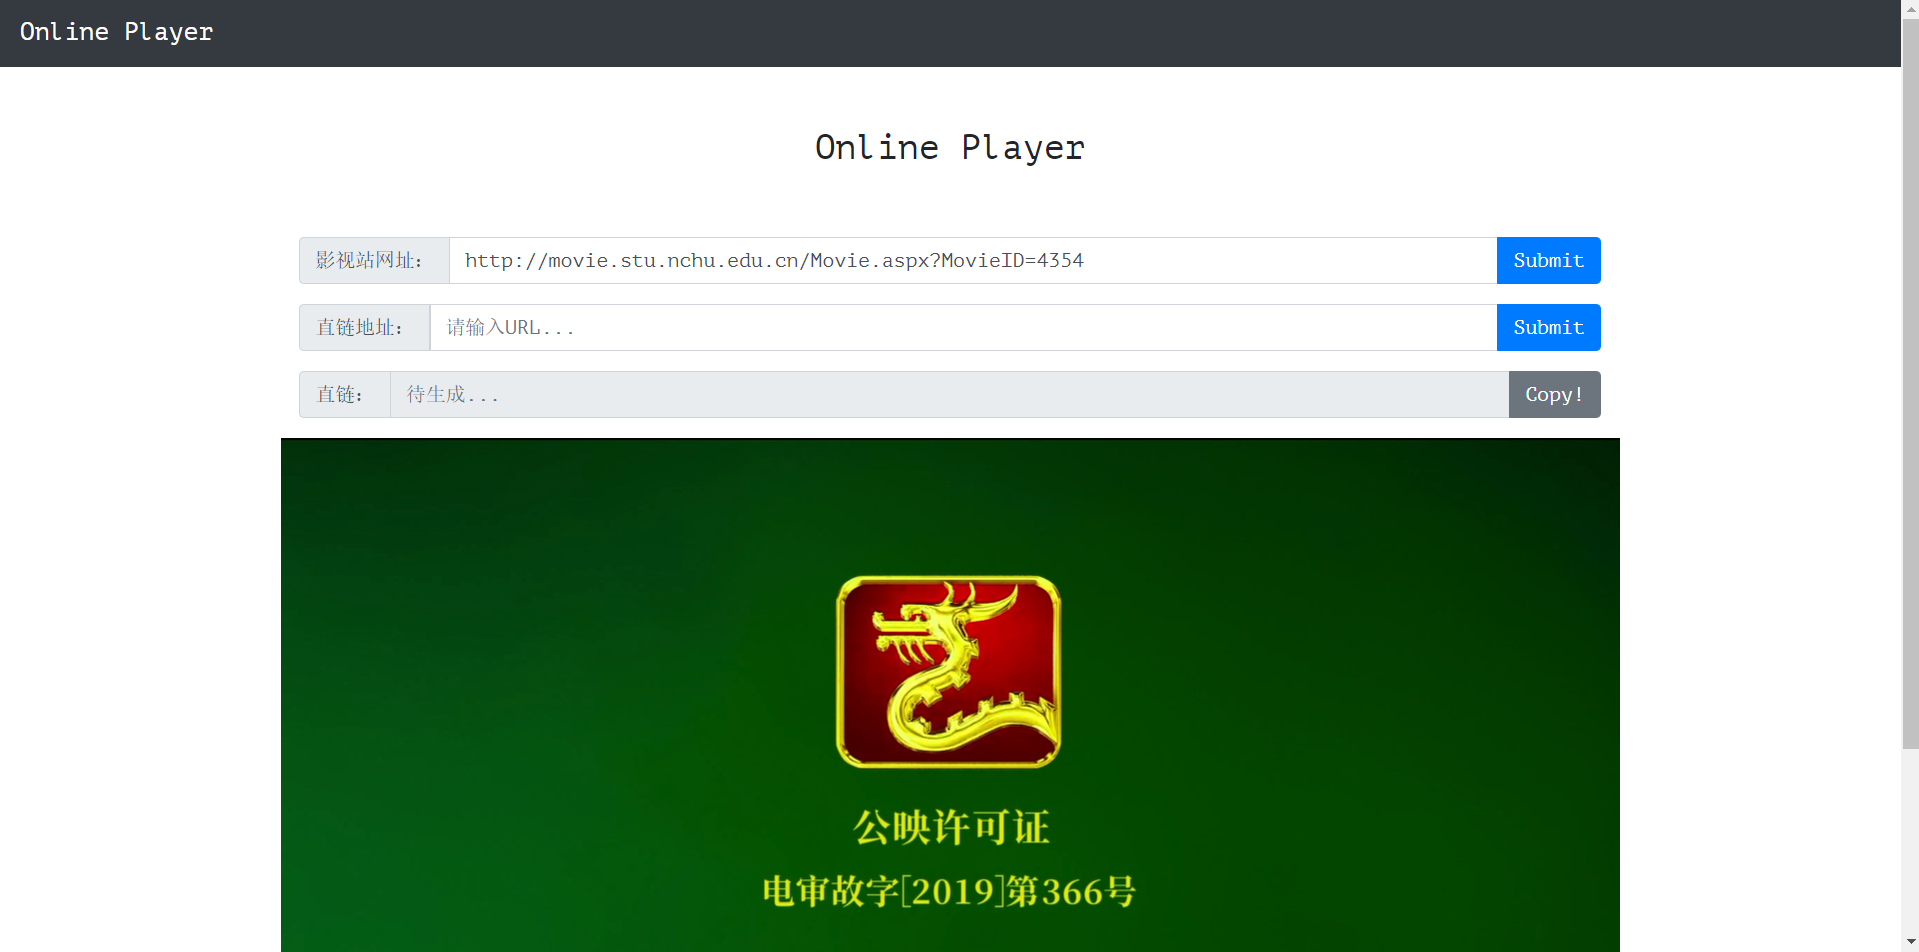 Online Player
Online Player
影视站网址: http://movie.stu.nchu.edu.cn/Movie.aspx?MovieID=4354 Submit
直链地址: 请输入URL... Submit
直链: 待生成... Copy!
公映许可证
电审故字[2019]第366号